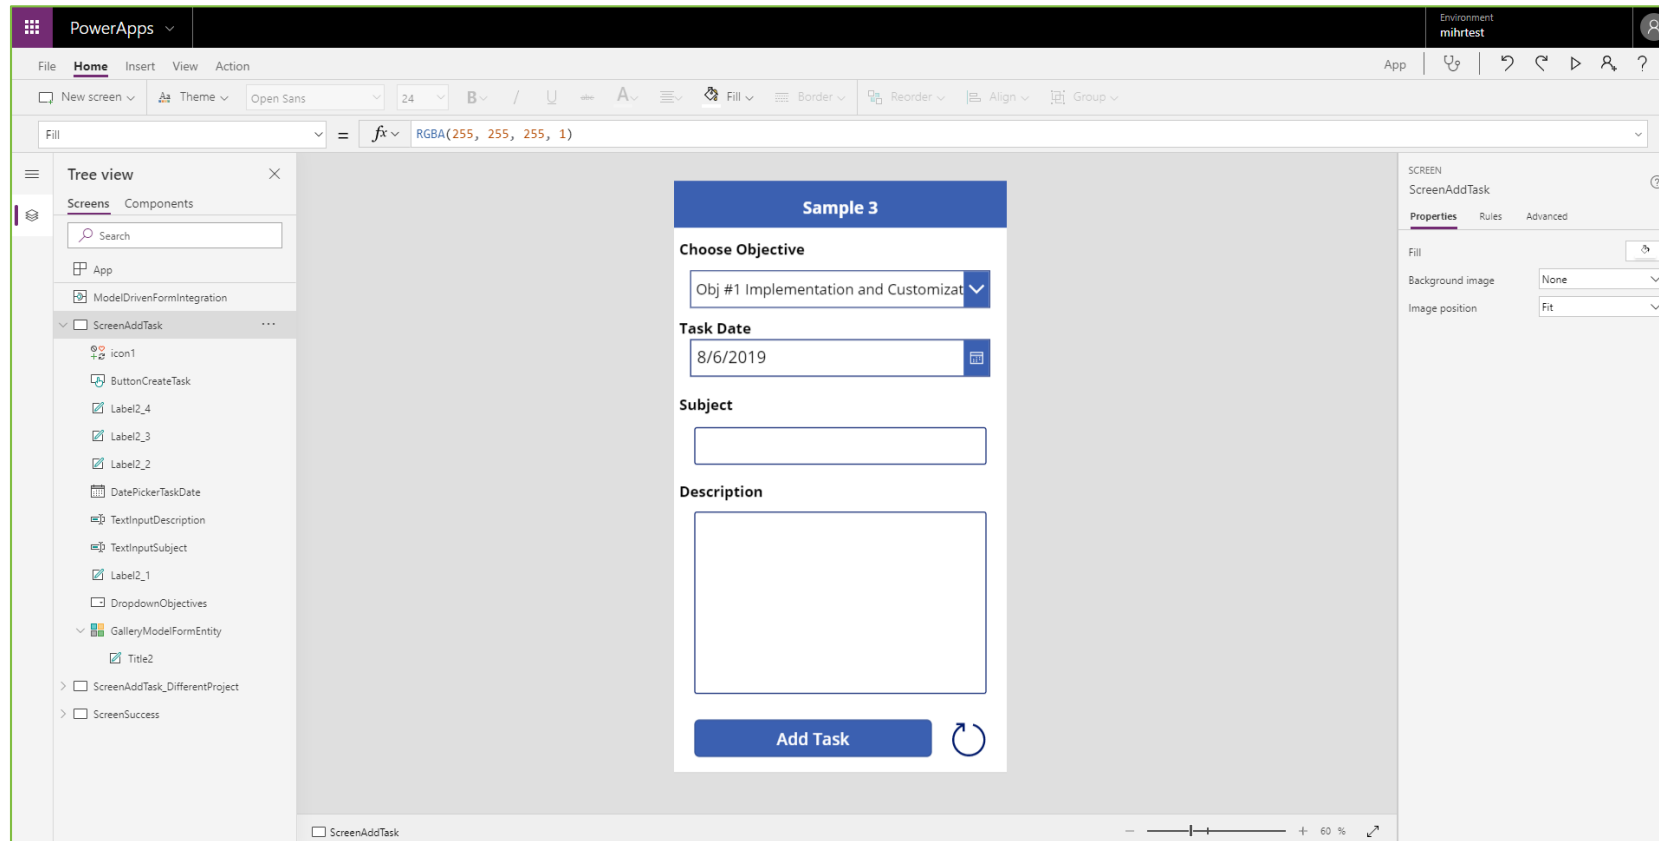 PowerApps
Environment
mihrtest
File Home Insert View Action
App
?
New screen
Theme
Open Sans
24
B
/
U
abc
A
Fill
Border
Reorder
Align
Group
Fill
=
fx
RGBA(255, 255, 255, 1)
Tree view
Screens Components
Search
App
ModelDrivenFormIntegration
ScreenAddTask
...
icon1
ButtonCreateTask
Label2_4
Label2_3
Label2_2
DatePickerTaskDate
TextInputDescription
TextInputSubject
Label2_1
DropdownObjectives
GalleryModelFormEntity
Title2
ScreenAddTask_DifferentProject
ScreenSuccess
Sample 3
Choose Objective
Obj #1 Implementation and Customizat
Task Date
8/6/2019
Subject
Description
Add Task
SCREEN
ScreenAddTask
Properties Rules Advanced
Fill
Background image None
Image position Fit
ScreenAddTask
60 %